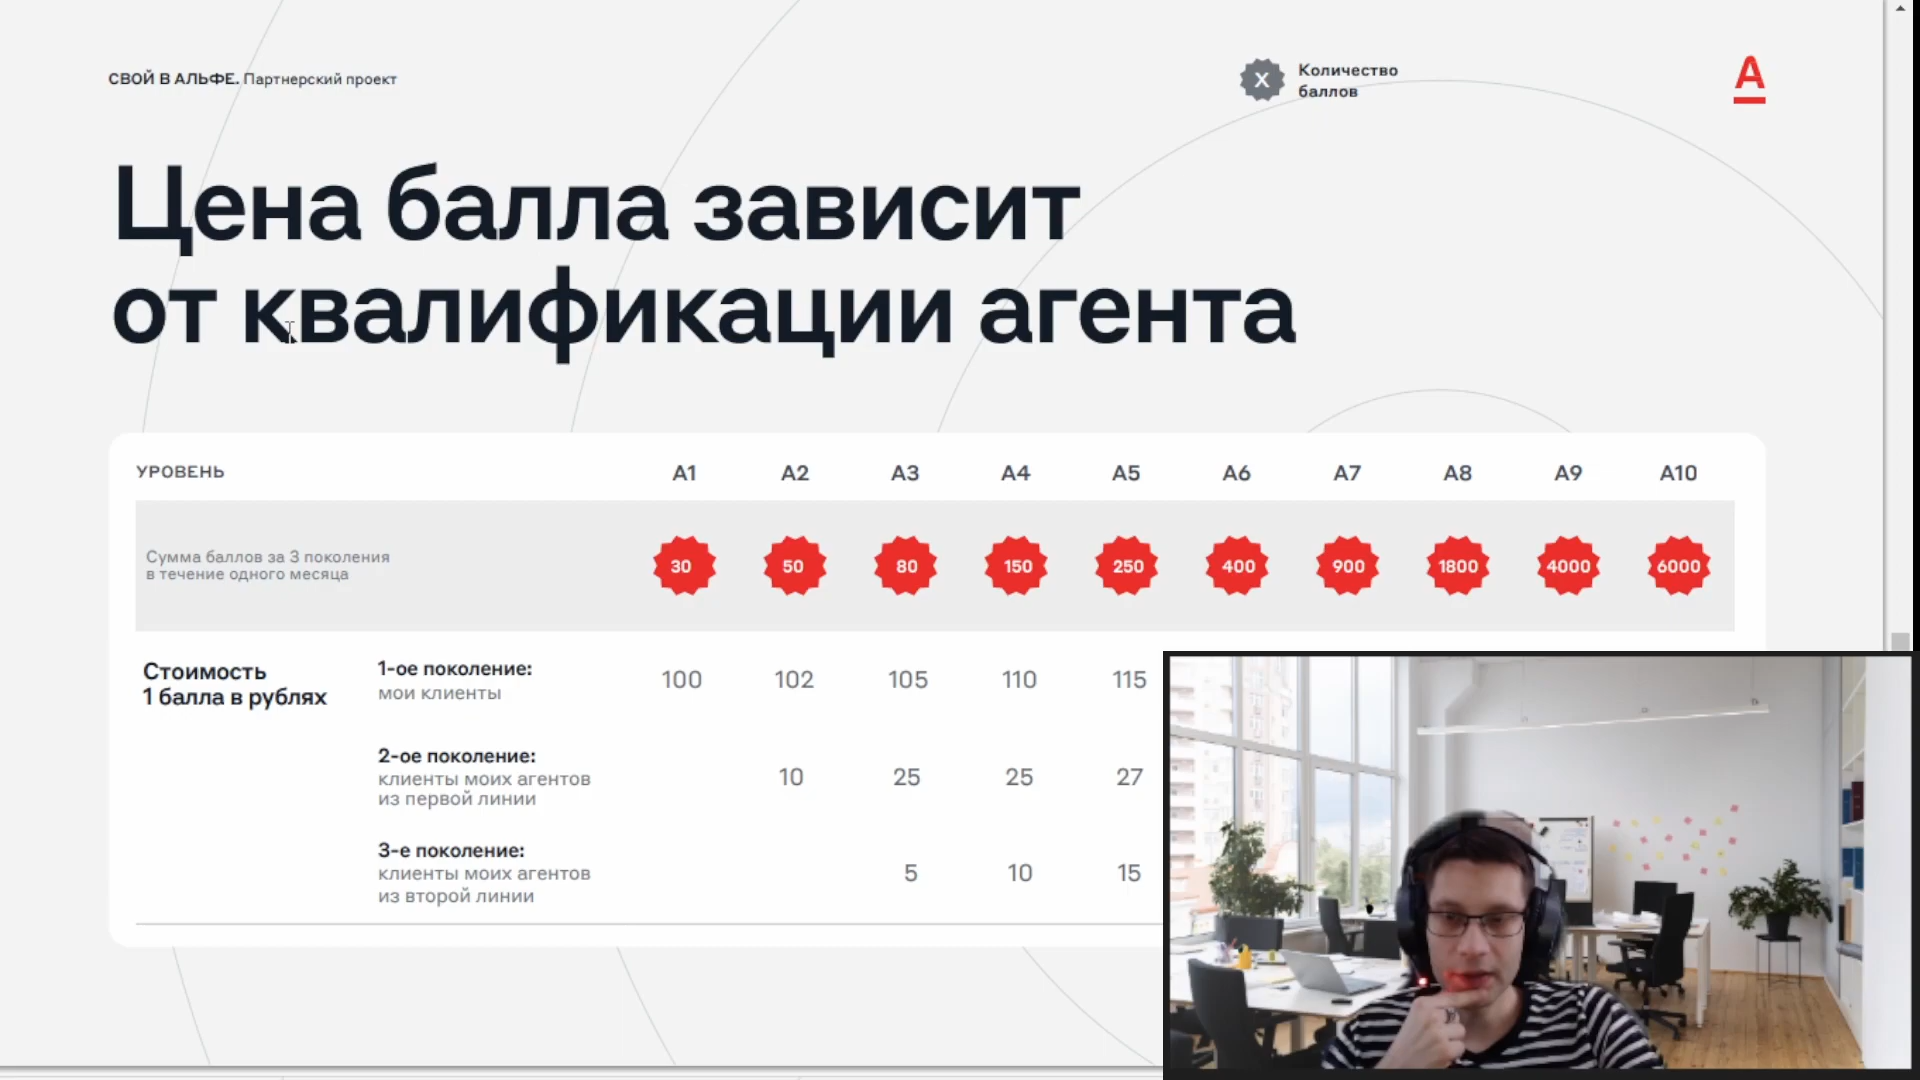 СВОЙ В АЛЬФЕ. Партнерский проект
X
Количество
баллов
А
Цена балла зависит
от квалификации агента
УРОВЕНЬ A1 A2 A3 A4 A5 A6 A7 A8 A9 A10
Сумма баллов за 3 поколения
в течение одного месяца
30 50 80 150 250 400 900 1800 4000 6000
Стоимость
1 балла в рублях
1-ое поколение:
мои клиенты
100 102 105 110 115
2-ое поколение:
клиенты моих агентов
из первой линии
10 25 25 27
3-е поколение:
клиенты моих агентов
из второй линии
5 10 15